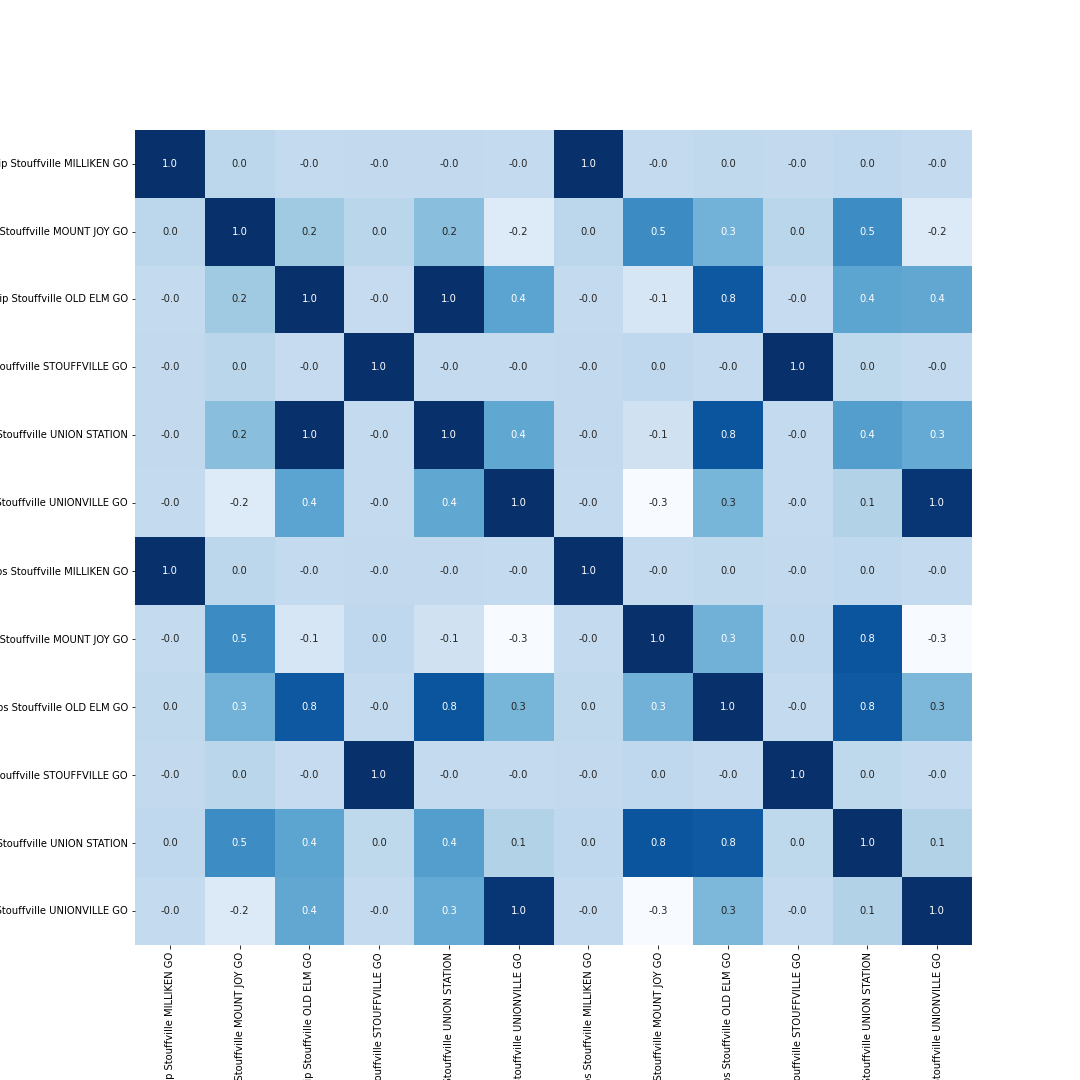 ip Stouffville MILLIKEN GO 1.0 0.0 -0.0 -0.0 -0.0 -0.0 1.0 -0.0 0.0 -0.0 0.0 -0.0
Stouffville MOUNT JOY GO 0.0 1.0 0.2 0.0 0.2 -0.2 0.0 0.5 0.3 0.0 0.5 -0.2
ip Stouffville OLD ELM GO -0.0 0.2 1.0 -0.0 1.0 0.4 -0.0 -0.1 0.8 -0.0 0.4 0.4
ouffville STOUFFVILLE GO -0.0 0.0 -0.0 1.0 -0.0 -0.0 -0.0 0.0 -0.0 1.0 0.0 -0.0
Stouffville UNION STATION -0.0 0.2 1.0 -0.0 1.0 0.4 -0.0 -0.1 0.8 -0.0 0.4 0.3
Stouffville UNIONVILLE GO -0.0 -0.2 0.4 -0.0 0.4 1.0 -0.0 -0.3 0.3 -0.0 0.1 1.0
ps Stouffville MILLIKEN GO 1.0 0.0 -0.0 -0.0 -0.0 -0.0 1.0 -0.0 0.0 -0.0 0.0 -0.0
Stouffville MOUNT JOY GO -0.0 0.5 -0.1 0.0 -0.1 -0.3 -0.0 1.0 0.3 0.0 0.8 -0.3
ps Stouffville OLD ELM GO 0.0 0.3 0.8 -0.0 0.8 0.3 0.0 0.3 1.0 -0.0 0.8 0.3
ouffville STOUFFVILLE GO -0.0 0.0 -0.0 1.0 -0.0 -0.0 -0.0 0.0 -0.0 1.0 0.0 -0.0
Stouffville UNION STATION 0.0 0.5 0.4 0.0 0.4 0.1 0.0 0.8 0.8 0.0 1.0 0.1
Stouffville UNIONVILLE GO -0.0 -0.2 0.4 -0.0 0.3 1.0 -0.0 -0.3 0.3 -0.0 0.1 1.0
p Stouffville MILLIKEN GO
Stouffville MOUNT JOY GO
ip Stouffville OLD ELM GO
ouffville STOUFFVILLE GO
touffville UNION STATION
touffville UNIONVILLE GO
s Stouffville MILLIKEN GO
Stouffville MOUNT JOY GO
ps Stouffville OLD ELM GO
ouffville STOUFFVILLE GO
touffville UNION STATION
touffville UNIONVILLE GO